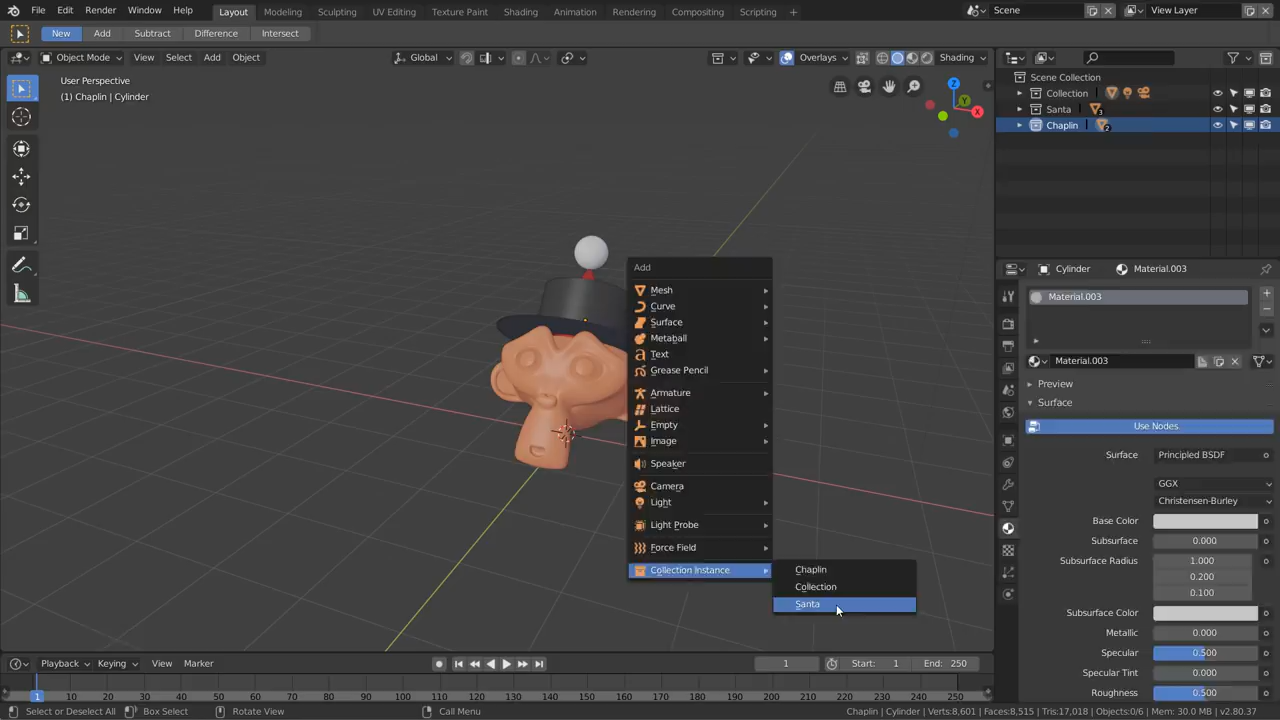 File Edit Render Window Help Layout Modeling Sculpting UV Editing Texture Paint Shading Animation Rendering Compositing Scripting + Scene View Layer
New Add Subtract Difference Intersect
Object Mode View Select Add Object Global Overlays Shading
User Perspective
(1) Chaplin | Cylinder
Z
Y
X
Scene Collection
Collection
Santa 3
Chaplin 2
Add
Mesh
Curve
Surface
Metaball
Text
Grease Pencil
Armature
Lattice
Empty
Image
Speaker
Camera
Light
Light Probe
Force Field
Collection Instance
Chaplin
Collection
Santa
Cylinder Material.003
Material.003
Material.003
Preview
Surface
Use Nodes
Surface Principled BSDF
GGX
Christensen-Burley
Base Color
Subsurface 0.000
Subsurface Radius 1.000
0.200
0.100
Subsurface Color
Metallic 0.000
Specular 0.500
Specular Tint 0.000
Roughness 0.500
Playback Keying View Marker 1 Start: 1 End: 250
1 10 20 30 40 50 60 70 80 90 100 110 120 130 140 150 160 170 180 190 200 210 220 230 240 250
Select or Deselect All Box Select Rotate View Call Menu Chaplin | Cylinder | Verts:8,601 | Faces:8,515 | Tris:17,018 | Objects:0/6 | Mem: 30.0 MB | v2.80.37